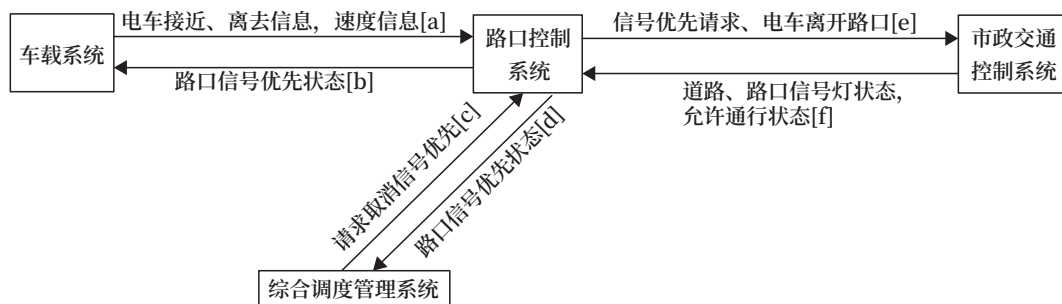 电车接近、离去信息，速度信息[a]
车载系统
路口信号优先状态[b]
路口控制
系统
信号优先请求、电车离开路口[e]
市政交通
控制系统
道路、路口信号灯状态，
允许通行状态[f]
请求取消信号优先[c]
路口信号优先状态[d]
综合调度管理系统